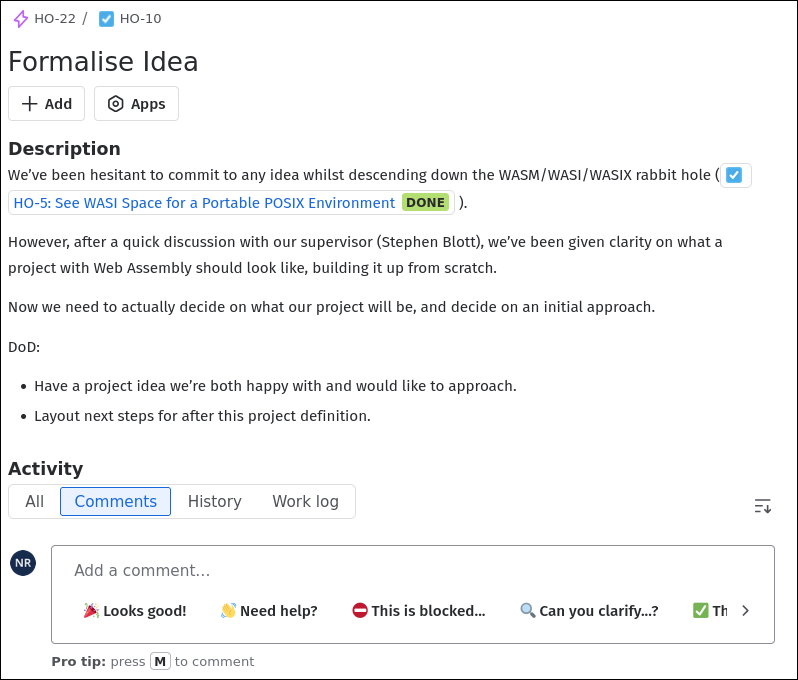 HO-22 / HO-10
Formalise Idea
Add Apps
Description
We’ve been hesitant to commit to any idea whilst descending down the WASM/WASI/WASIX rabbit hole (
HO-5: See WASI Space for a Portable POSIX Environment DONE ).
However, after a quick discussion with our supervisor (Stephen Blott), we’ve been given clarity on what a
project with Web Assembly should look like, building it up from scratch.
Now we need to actually decide on what our project will be, and decide on an initial approach.
DoD:
• Have a project idea we’re both happy with and would like to approach.
• Layout next steps for after this project definition.
Activity
All Comments History Work log
NR
Add a comment…
Looks good! Need help? This is blocked... Can you clarify...? Th
Pro tip: press M to comment